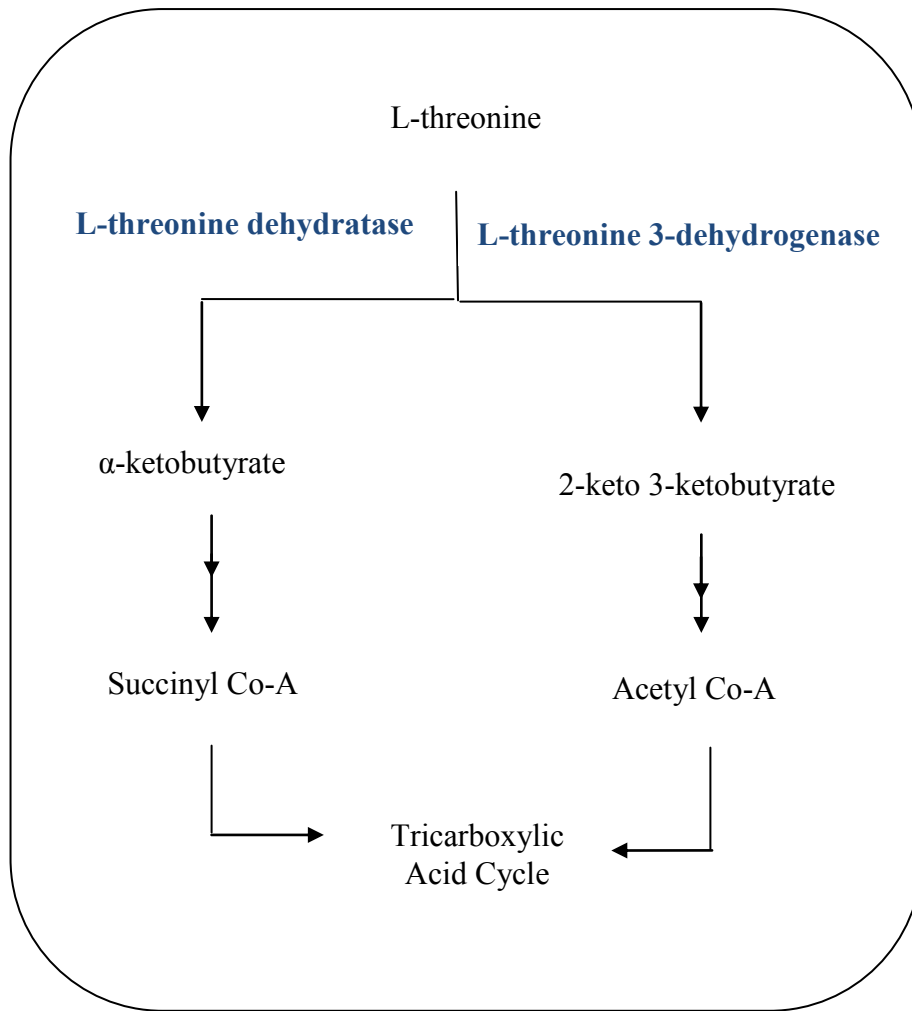 L-threonine
L-threonine dehydratase
L-threonine 3-dehydrogenase
α-ketobutyrate
2-keto 3-ketobutyrate
Succinyl Co-A
Acetyl Co-A
Tricarboxylic
Acid Cycle